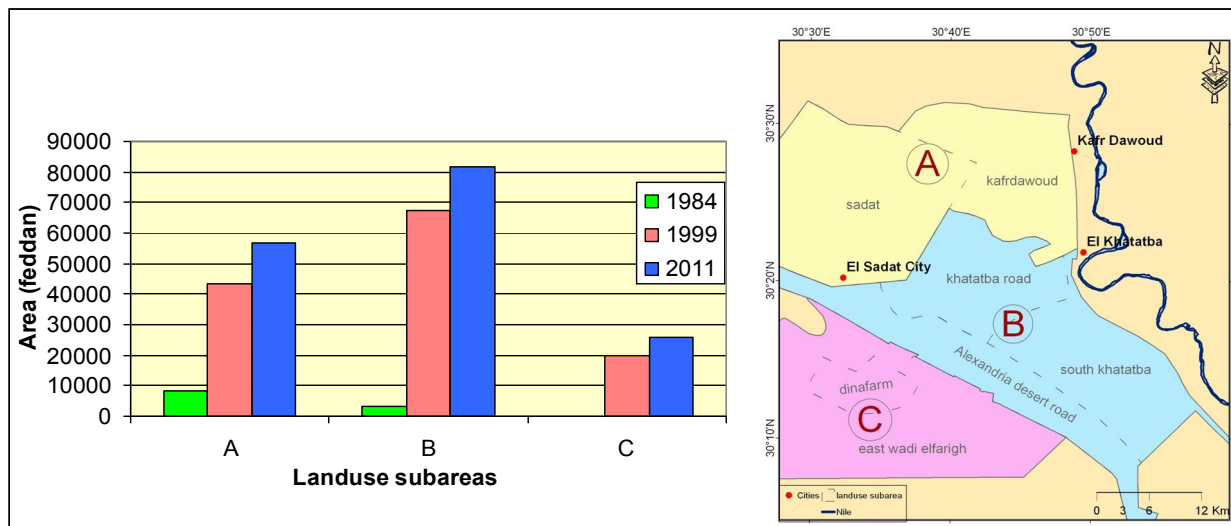 90000
80000
70000
60000
50000
40000
30000
20000
10000
0
Area (feddan)
A B C
Landuse subareas
1984
1999
2011
30°30'E 30°40'E 30°50'E
N
30°30'N
30°20'N
30°10'N
Kafr Dawoud
A
kafrdawoud
sadat
El Khatatba
El Sadat City
khatatba road
B
Alexandria desert road
south khatatba
dinafarm
C
east wadi elfarigh
Cities landuse subarea
Nile
0 3 6 12 Km